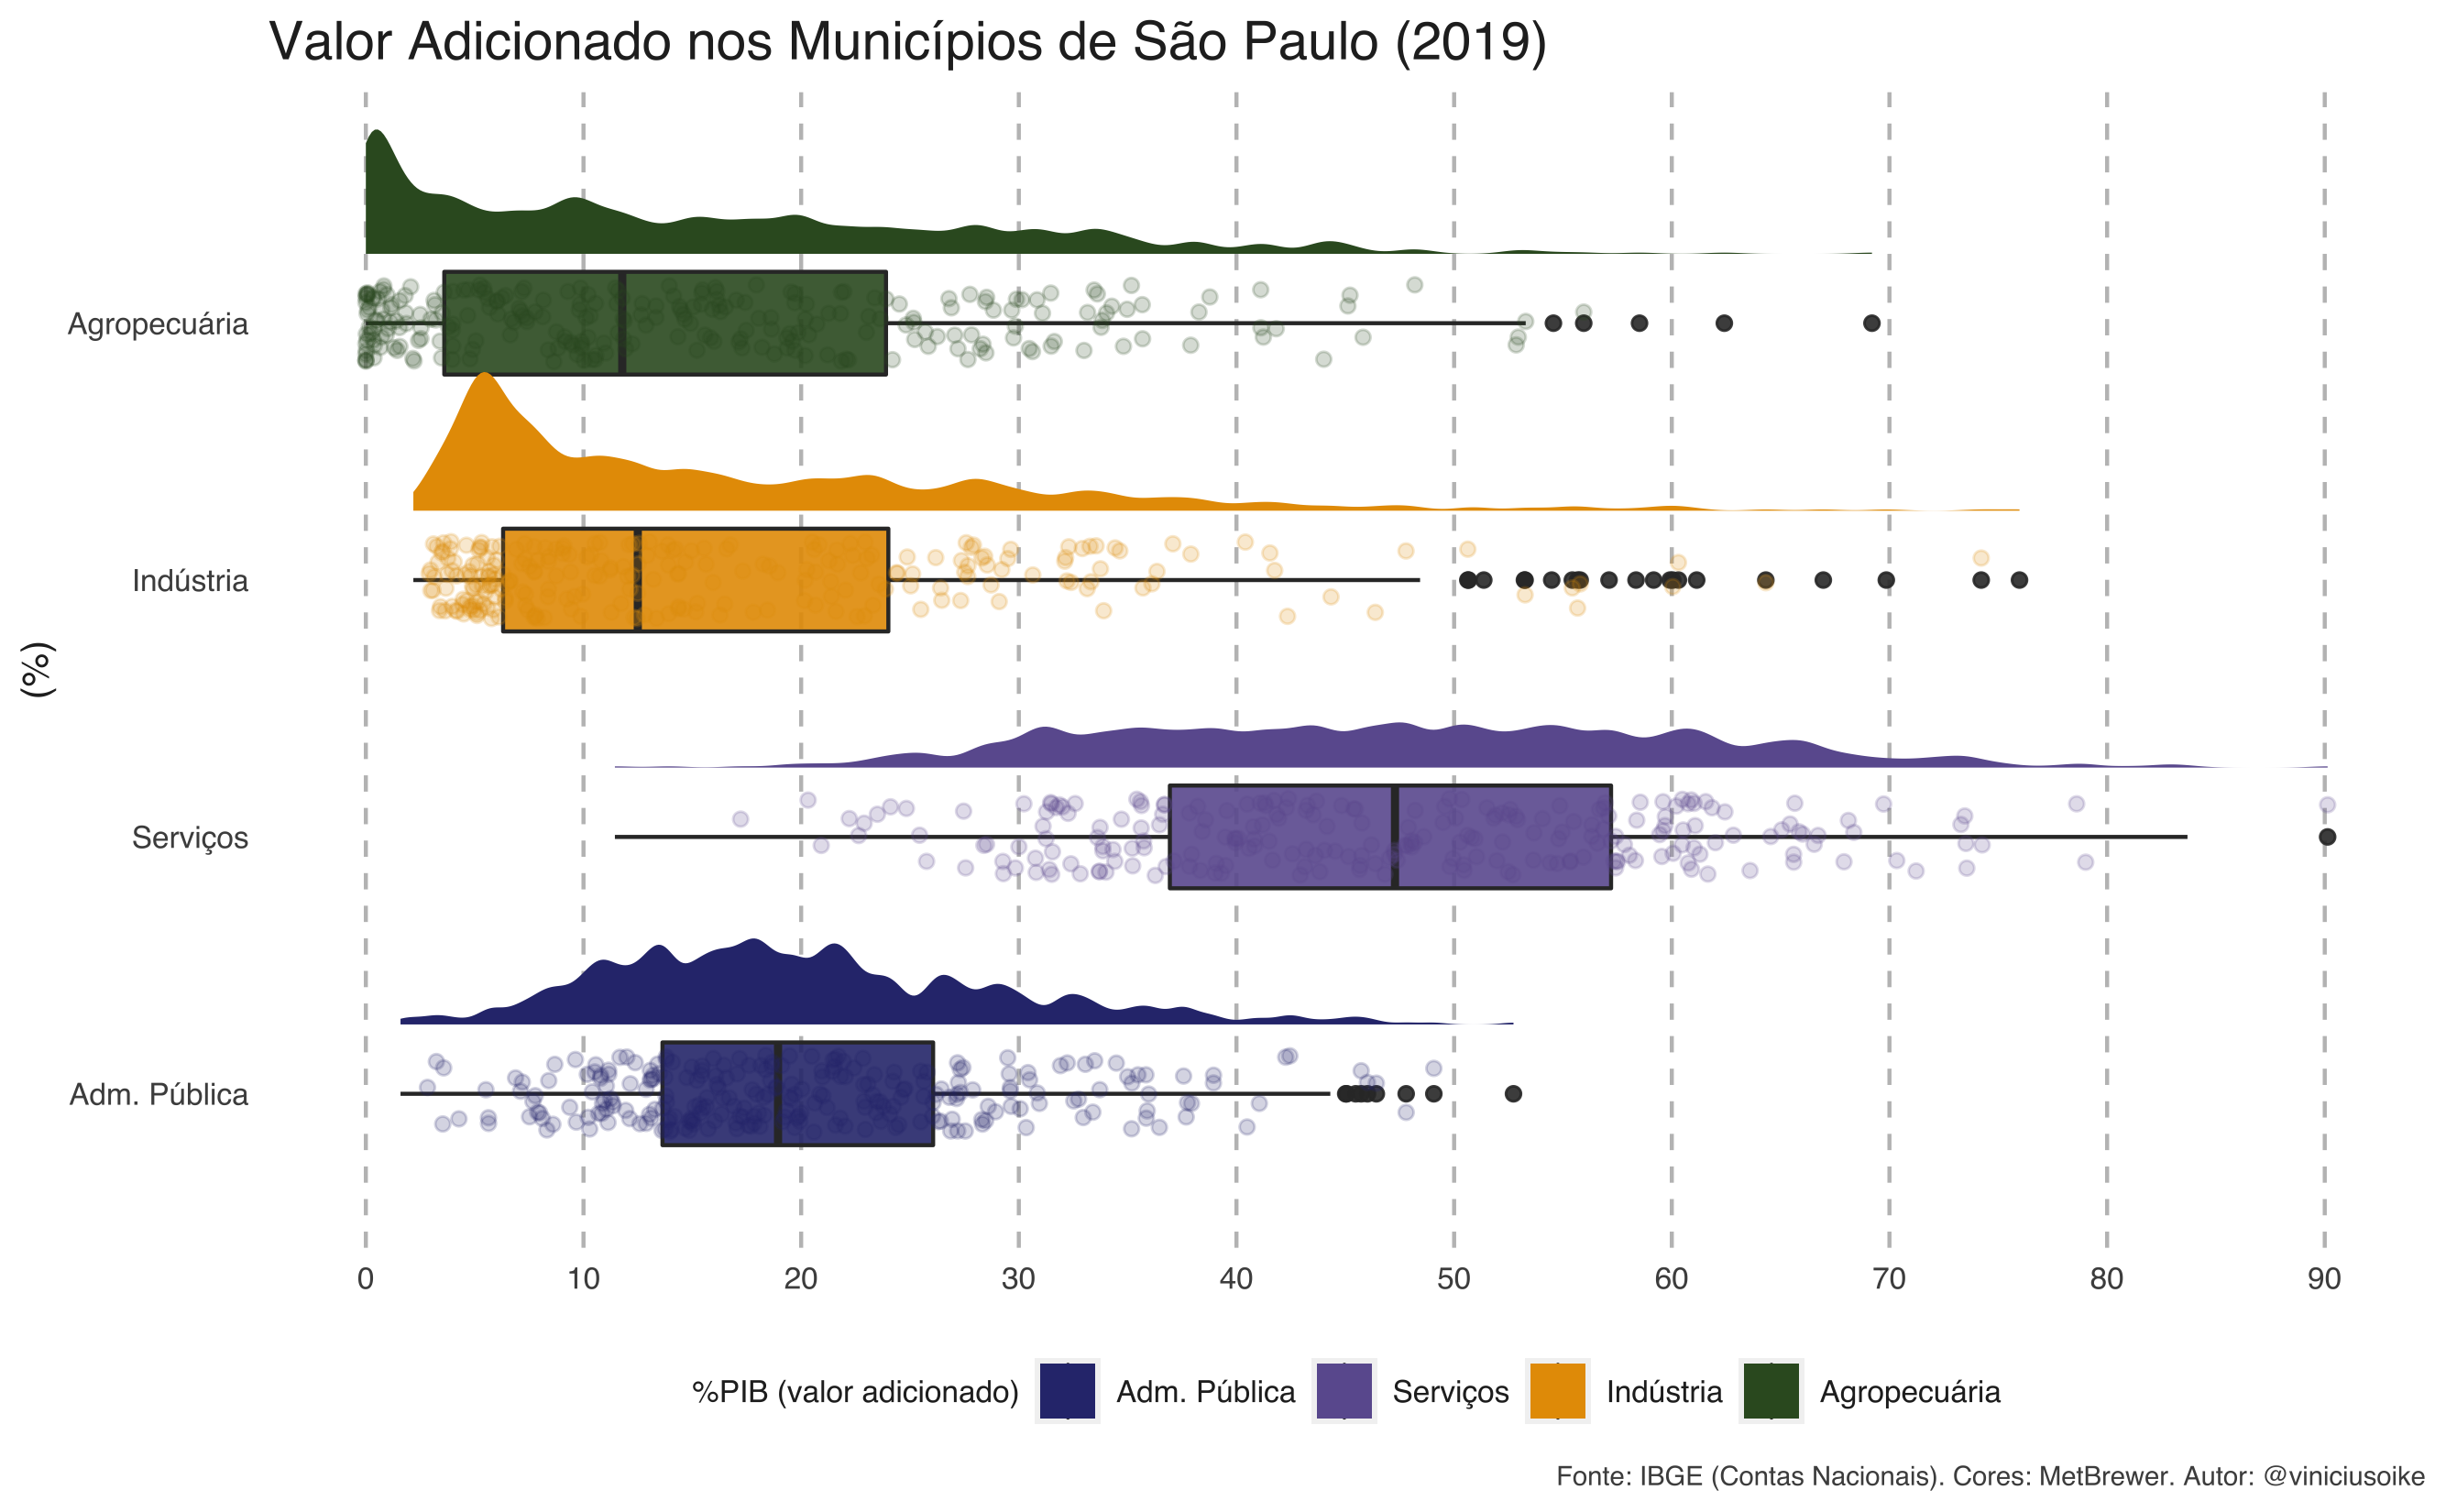 Valor Adicionado nos Municípios de São Paulo (2019)
Agropecuária
Indústria
(%)
Serviços
Adm. Pública
0 10 20 30 40 50 60 70 80 90
%PIB (valor adicionado) Adm. Pública Serviços Indústria Agropecuária
Fonte: IBGE (Contas Nacionais). Cores: MetBrewer. Autor: @viniciusoike